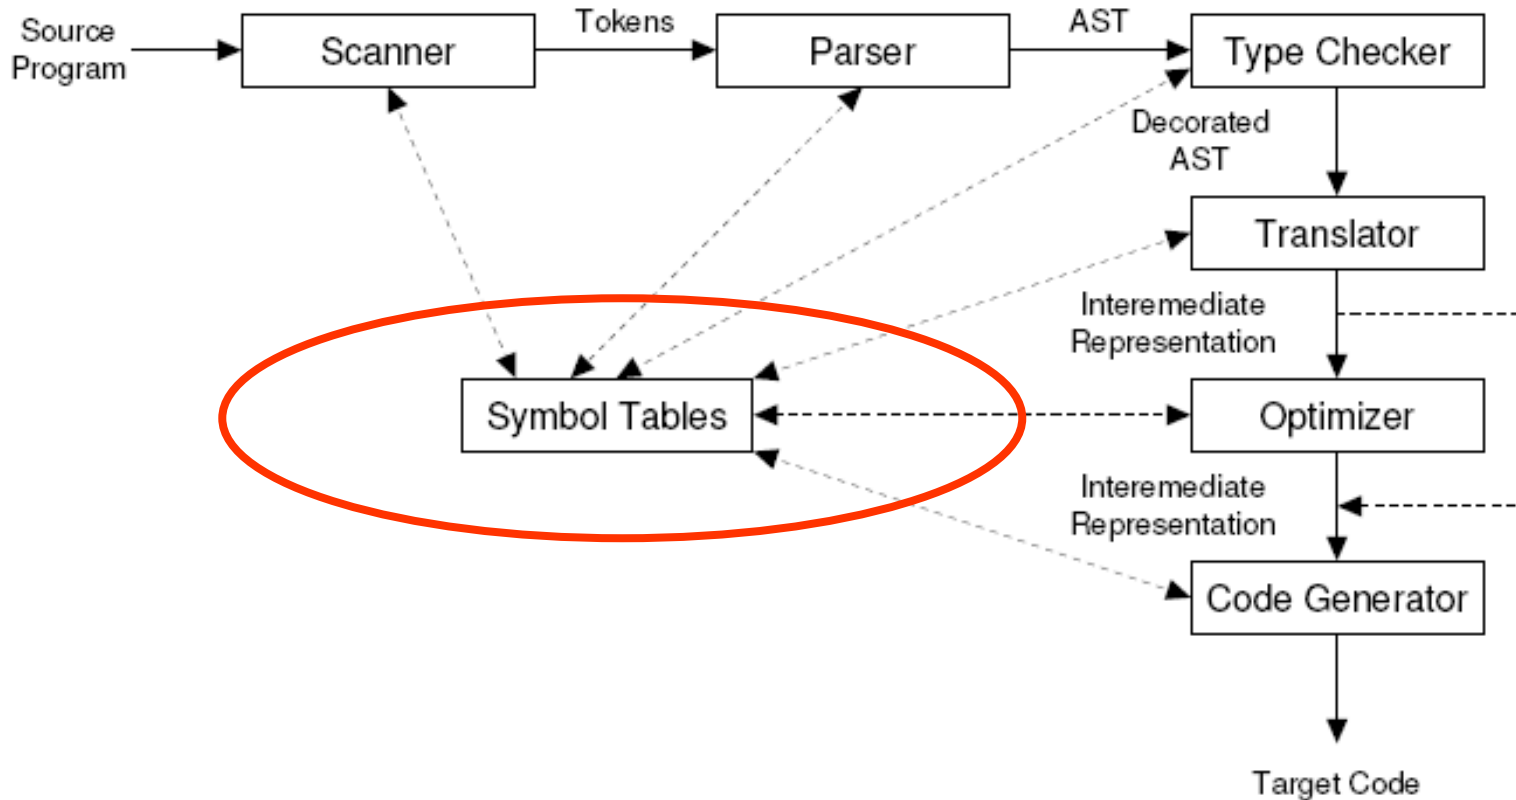 Source
Program
Scanner
Tokens
Parser
AST
Type Checker
Decorated
AST
Translator
Interemediate
Representation
Symbol Tables
Optimizer
Interemediate
Representation
Code Generator
Target Code